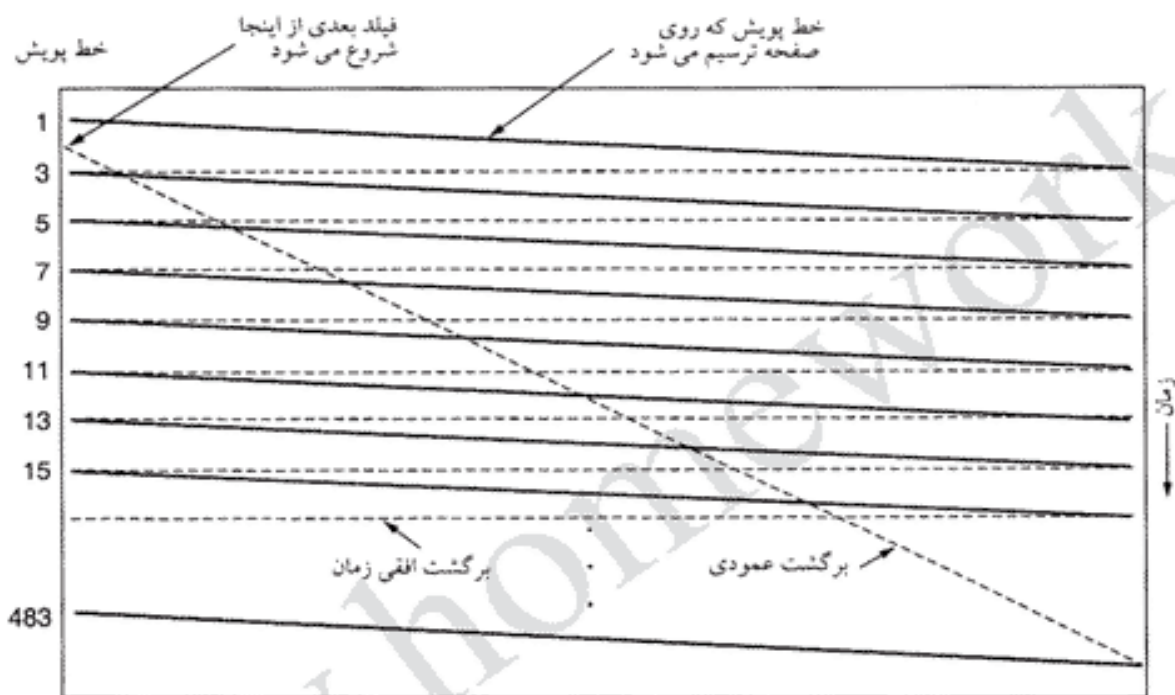 خط پویش
فیلد بعدی از اینجا
شروع می شود
خط پویش که روی
صفحه ترسیم می شود
1
3
5
7
9
11
13
15
483
زمان
برگشت افقی زمان
برگشت عمودی
homework